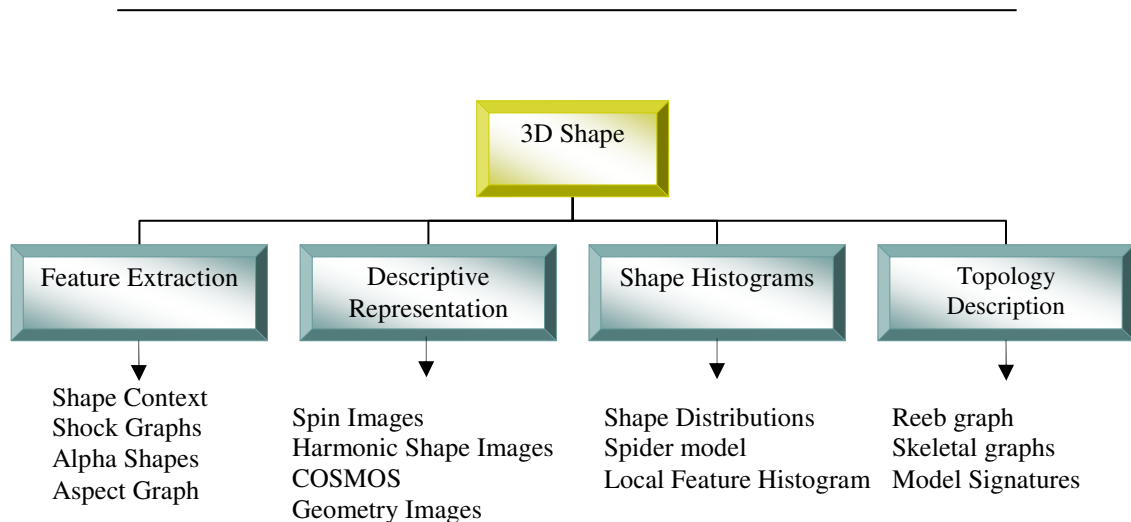 3D Shape
Feature Extraction
Descriptive
Representation
Shape Histograms
Topology
Description
Shape Context
Shock Graphs
Alpha Shapes
Aspect Graph
Spin Images
Harmonic Shape Images
COSMOS
Geometry Images
Shape Distributions
Spider model
Local Feature Histogram
Reeb graph
Skeletal graphs
Model Signatures